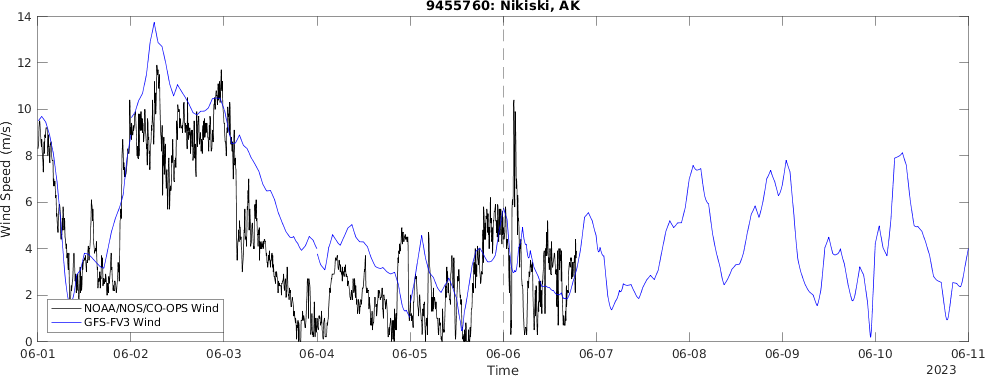 9455760: Nikiski, AK
Wind Speed (m/s)
14
12
10
8
6
4
2
0
NOAA/NOS/CO-OPS Wind
GFS-FV3 Wind
06-01 06-02 06-03 06-04 06-05 06-06 06-07 06-08 06-09 06-10 06-11
Time
2023